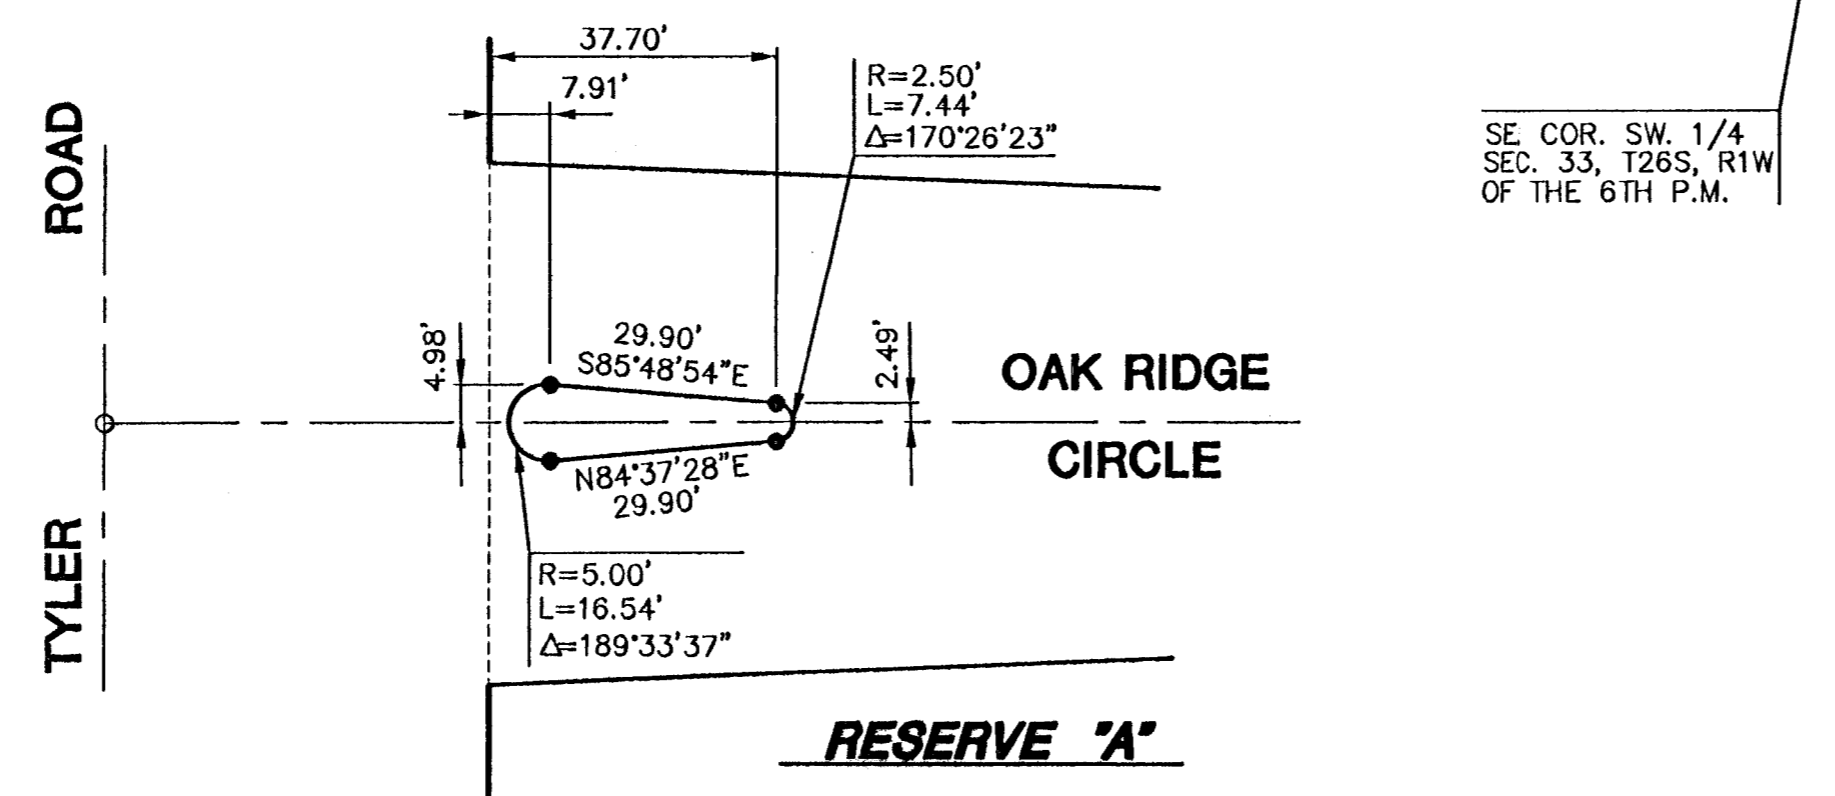 37.70'
7.91'
R=2.50'
L=7.44'
Δ=170°26'23"
SE COR. SW. 1/4
SEC. 33, T26S, R1W
OF THE 6TH P.M.
ROAD
4.98'
29.90'
S85°48'54"E
2.49'
OAK RIDGE
CIRCLE
N84°37'28"E
29.90'
TYLER
R=5.00'
L=16.54'
Δ=189°33'37"
RESERVE "A"